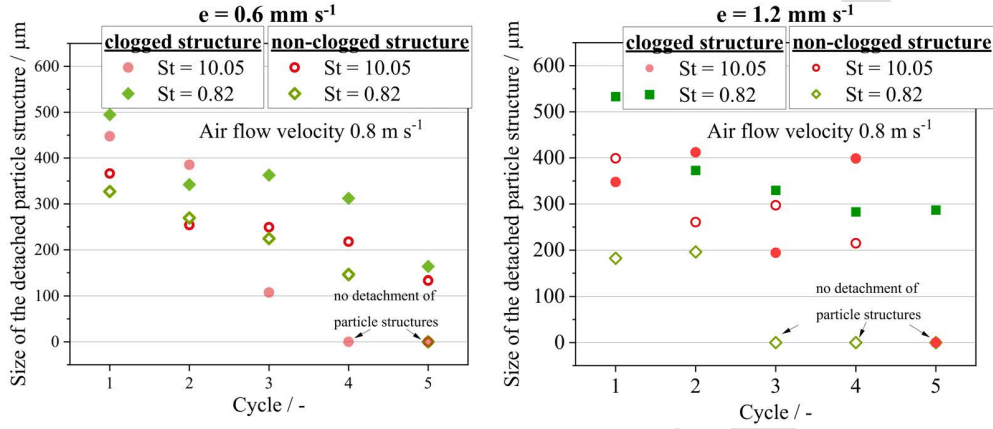 e = 0.6 mm s⁻¹
clogged structure
St = 10.05
St = 0.82
non-clogged structure
St = 10.05
St = 0.82
Air flow velocity 0.8 m s⁻¹
no detachment of
particle structures
Size of the detached particle structure / µm
600
500
400
300
200
100
0
1 2 3 4 5
Cycle / -
e = 1.2 mm s⁻¹
clogged structure
St = 10.05
St = 0.82
non-clogged structure
St = 10.05
St = 0.82
Air flow velocity 0.8 m s⁻¹
no detachment of
particle structures
Size of the detached particle structure / µm
600
500
400
300
200
100
0
1 2 3 4 5
Cycle / -